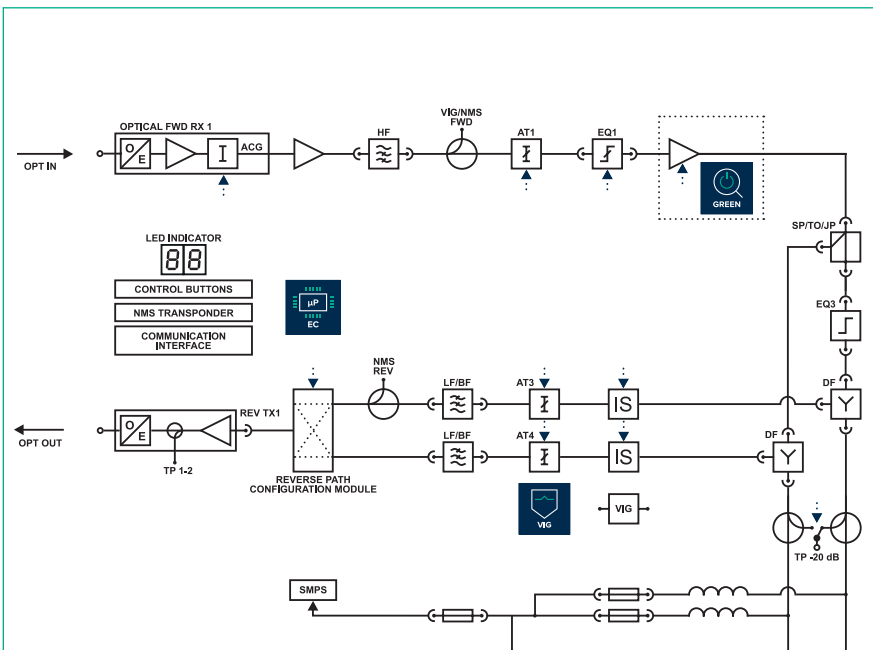 VIG/NMS
FWD
OPTICAL FWD RX 1
HF
AT1
EQ1
O
E
I
ACG
OPT IN
GREEN
SP/TO/JP
LED INDICATOR
88
CONTROL BUTTONS
NMS TRANSPONDER
COMMUNICATION
INTERFACE
µP
EC
EQ3
NMS
REV
LF/BF
AT3
IS
DF
Y
REV TX1
O
E
OPT OUT
TP 1-2
LF/BF
AT4
IS
DF
Y
REVERSE PATH
CONFIGURATION MODULE
VIG
VIG
TP -20 dB
SMPS